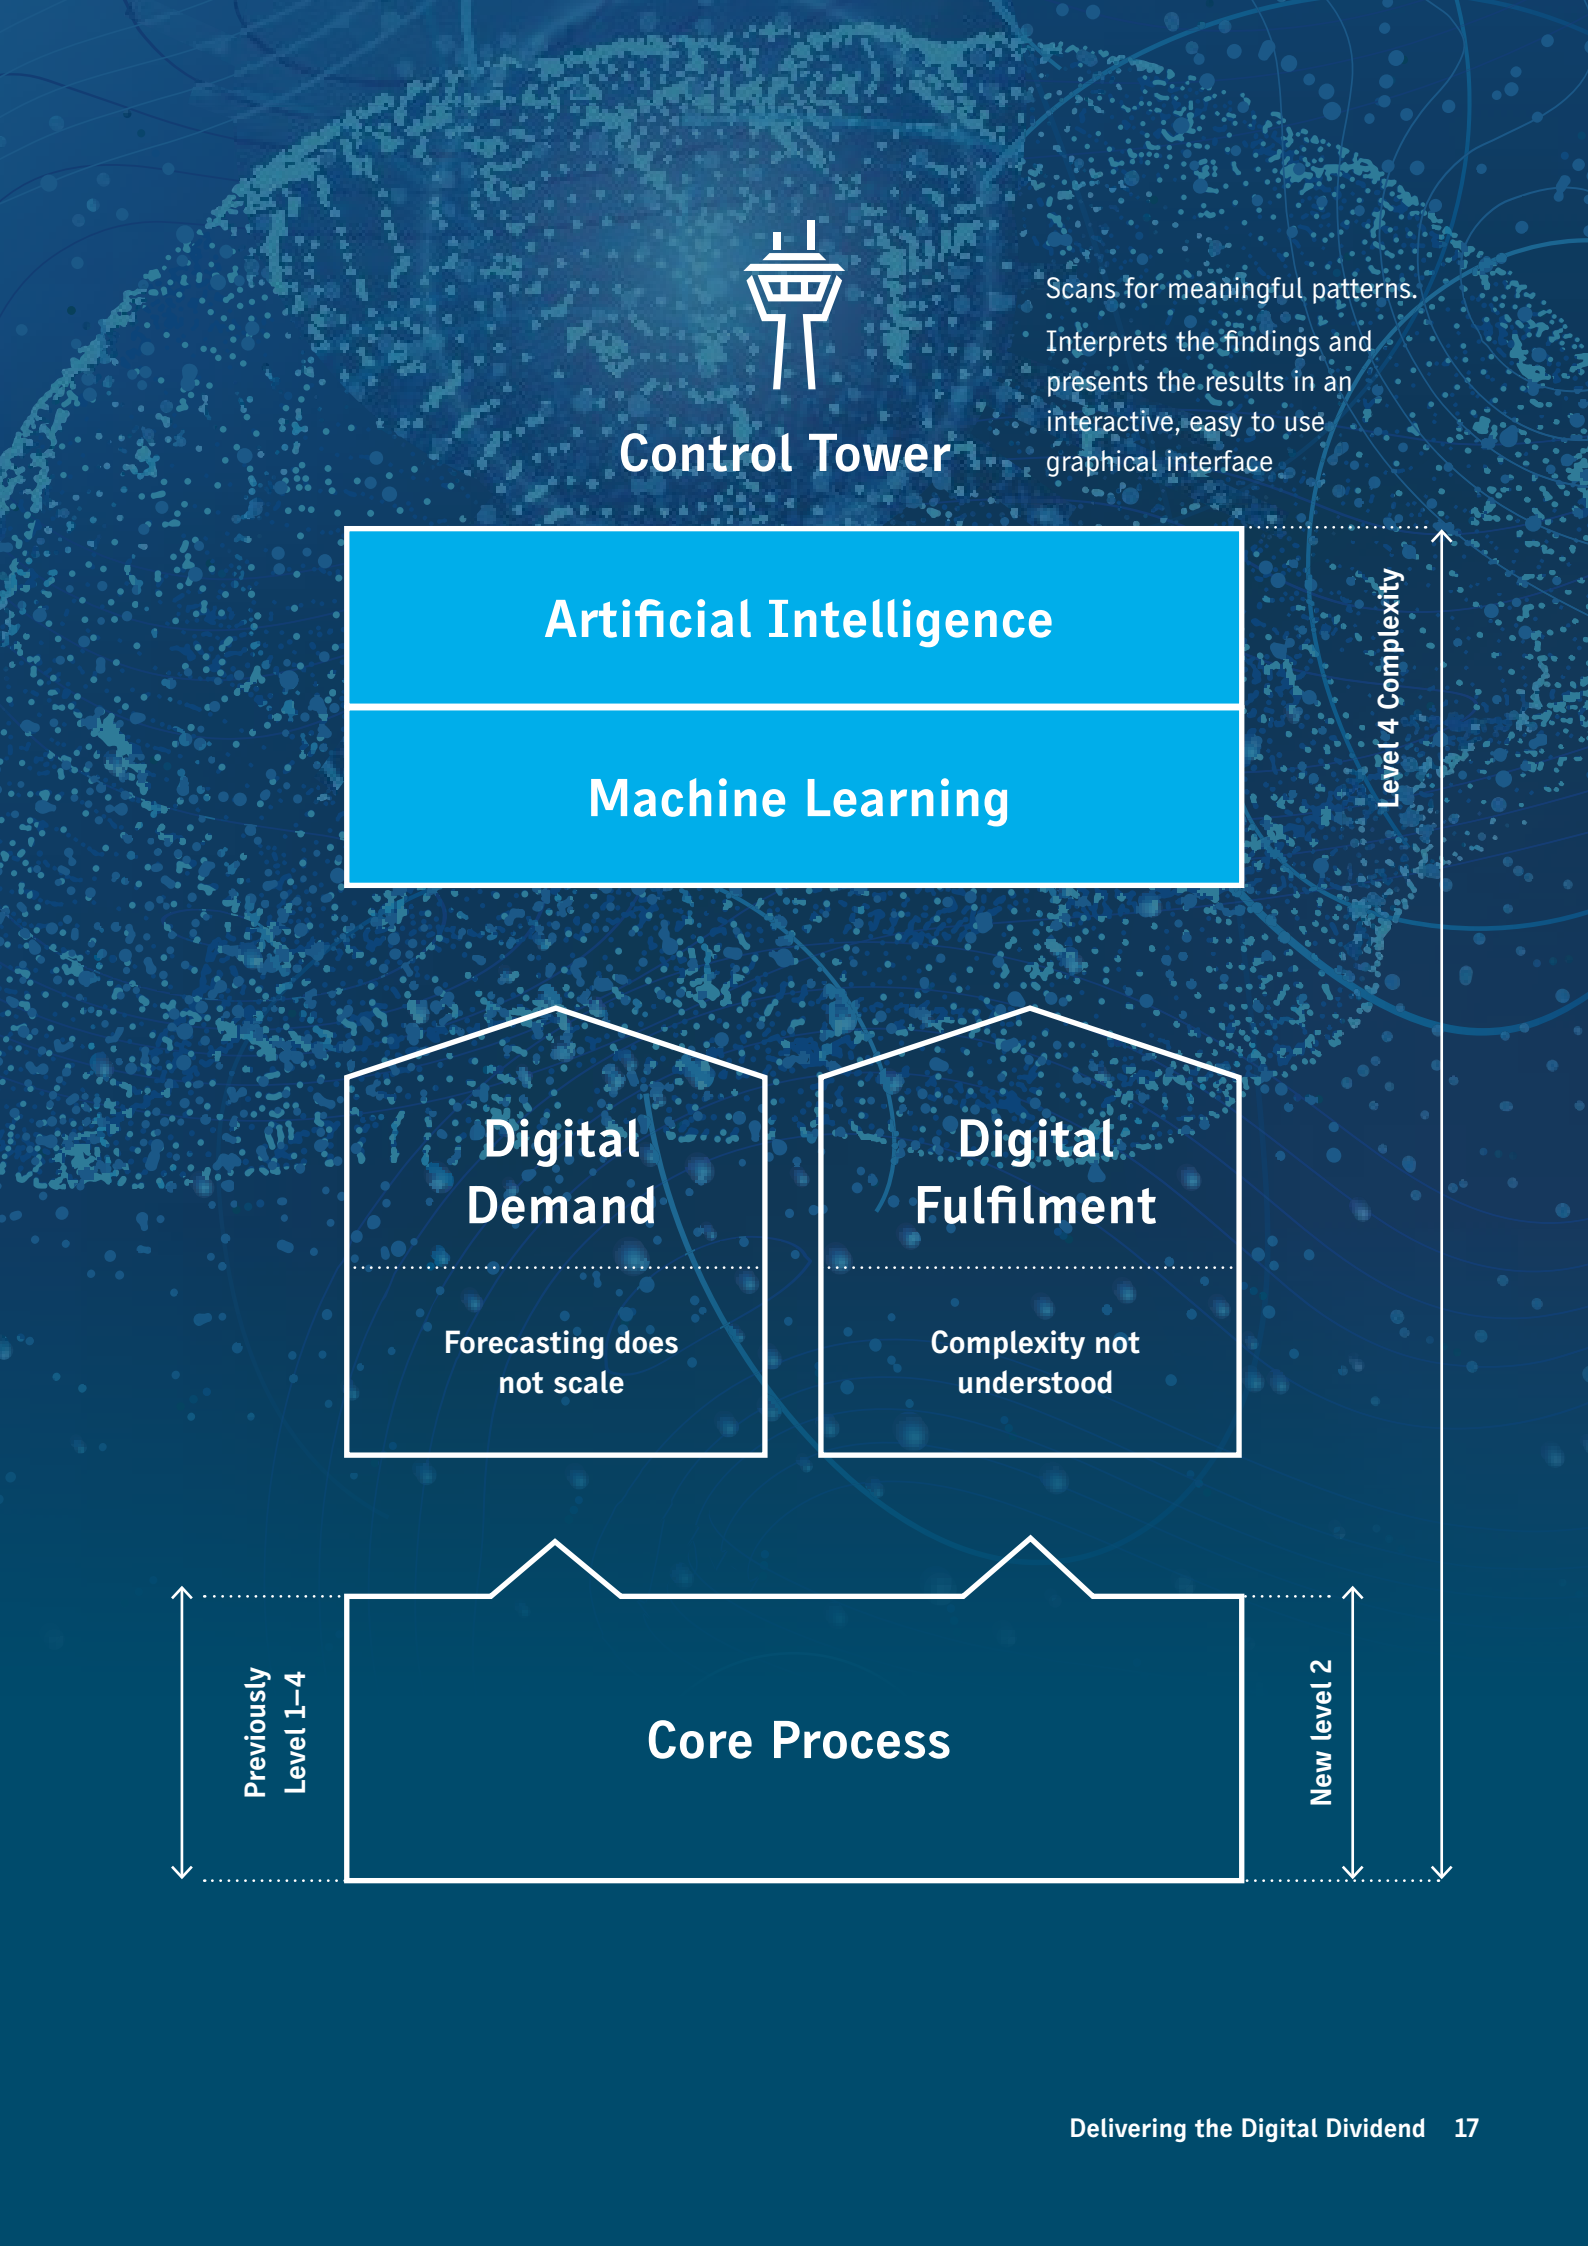 Scans for meaningful patterns.
Interprets the findings and
presents the results in an
interactive, easy to use
graphical interface
Control Tower
Artificial Intelligence
Machine Learning
Level 4 Complexity
Digital
Demand
Forecasting does
not scale
Digital
Fulfilment
Complexity not
understood
Previously
Level 1–4
Core Process
New level 2
Delivering the Digital Dividend 17